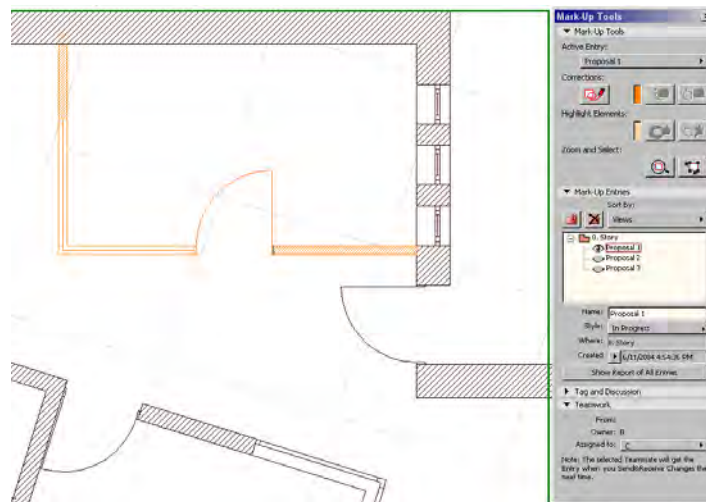 Mark-Up Tools
Mark-Up Tools
Active Entry:
Proposal 1
Corrections:
Highlight Elements:
Zoom and Select:
Mark-Up Entries
Sort By:
Views
0. Story
Proposal 1
Proposal 2
Proposal 3
Name: Proposal 1
Style: In Progress
Where: 0. Story
Created: 6/11/2004 4:54:36 PM
Show Report of All Entries
Tag and Discussion
Teamwork
From:
Owner: B
Assigned to: C
Note: The selected Teammate will get the
Entry when you Send&Receive Changes the
next time.